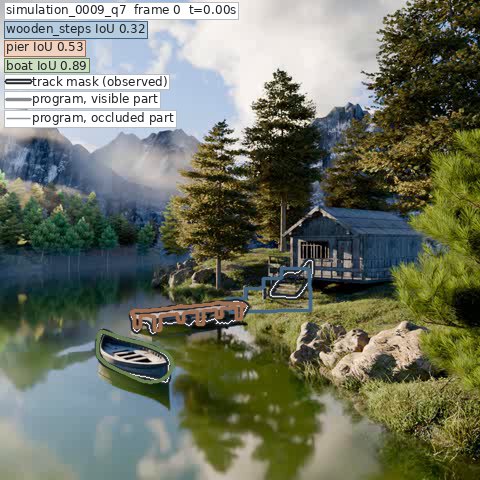 simulation_0009_q7  frame 0  t=0.00s
wooden_steps IoU 0.32
pier IoU 0.53
boat IoU 0.89
track mask (observed)
program, visible part
program, occluded part